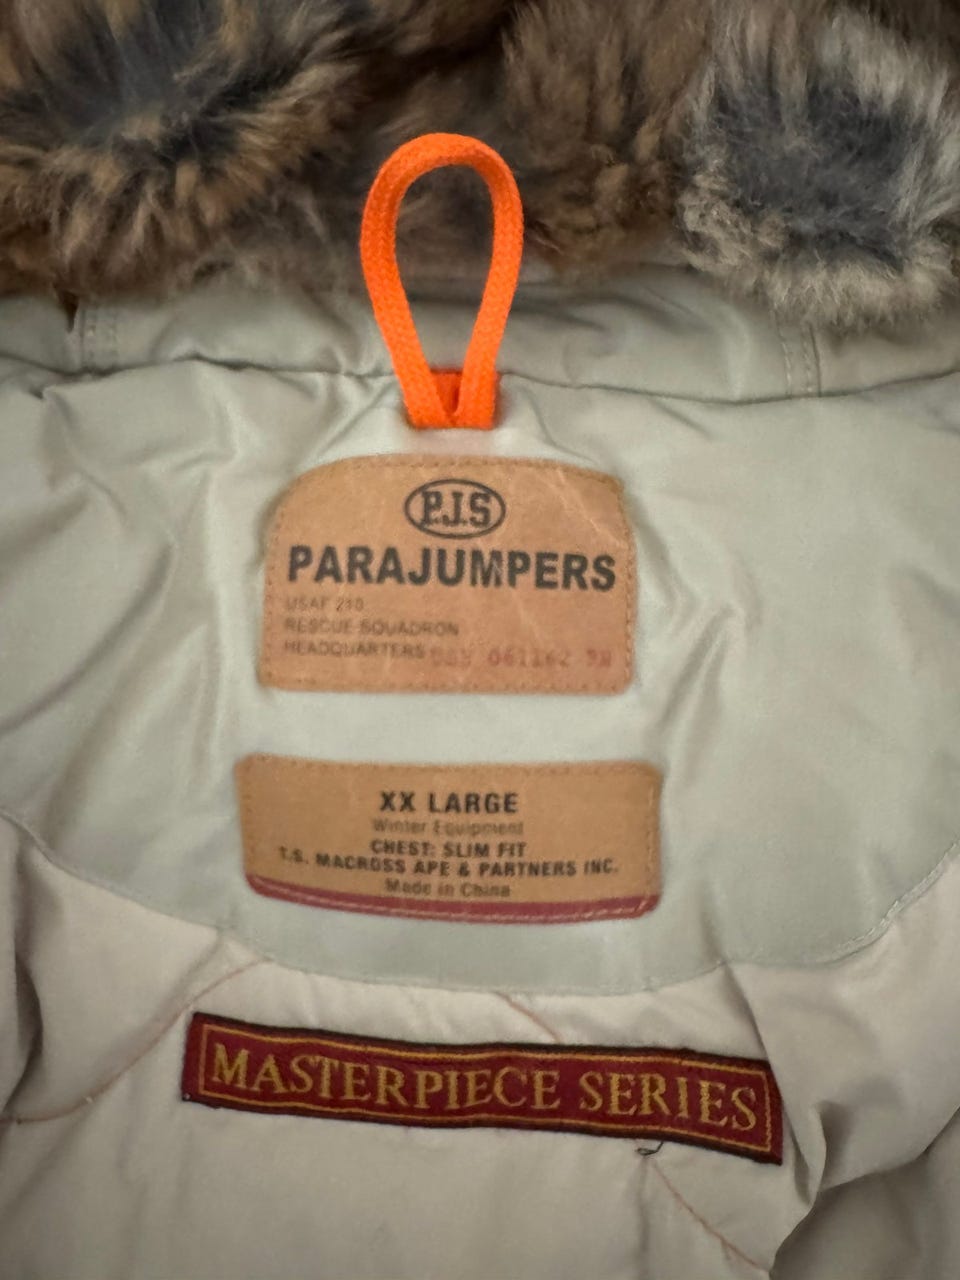 P.J.S
PARAJUMPERS
USAF 210
RESCUE SQUADRON
HEADQUARTERS 061162
XX LARGE
Winter Equipment
CHEST: SLIM FIT
T.S. MACROSS APE & PARTNERS INC.
Made in China
MASTERPIECE SERIES